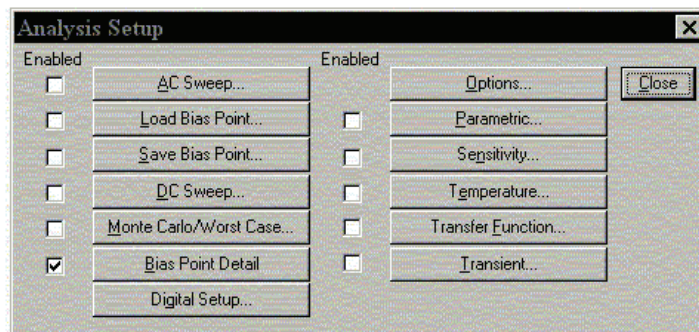 Analysis Setup
Enabled Enabled
AC Sweep... Options... Close
Load Bias Point... Parametric...
Save Bias Point... Sensitivity...
DC Sweep... Temperature...
Monte Carlo/Worst Case... Transfer Function...
Bias Point Detail Transient...
Digital Setup...